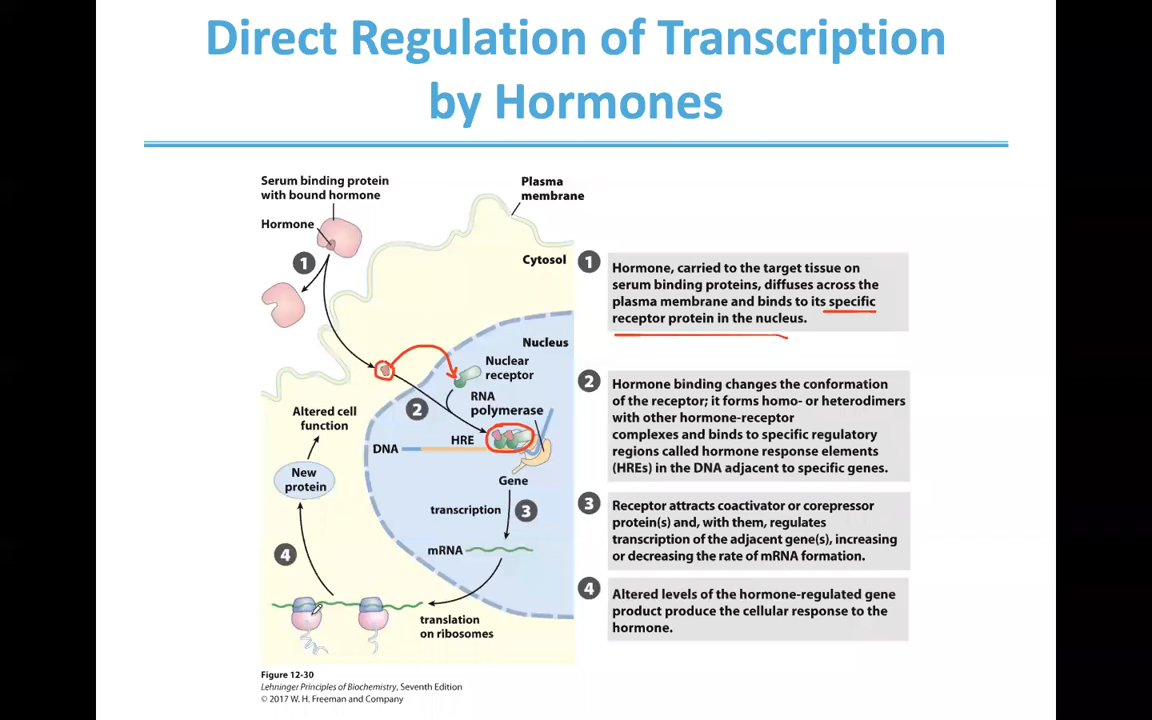 Direct Regulation of Transcription
by Hormones
Serum binding protein
with bound hormone
Hormone
Plasma
membrane
1
Cytosol
Nucleus
Nuclear
receptor
2
RNA
polymerase
Altered cell
function
HRE
DNA
New
protein
Gene
transcription
3
mRNA
4
translation
on ribosomes
1
Hormone, carried to the target tissue on
serum binding proteins, diffuses across the
plasma membrane and binds to its specific
receptor protein in the nucleus.
2
Hormone binding changes the conformation
of the receptor; it forms homo- or heterodimers
with other hormone-receptor
complexes and binds to specific regulatory
regions called hormone response elements
(HREs) in the DNA adjacent to specific genes.
3
Receptor attracts coactivator or corepressor
protein(s) and, with them, regulates
transcription of the adjacent gene(s), increasing
or decreasing the rate of mRNA formation.
4
Altered levels of the hormone-regulated gene
product produce the cellular response to the
hormone.
Figure 12-30
Lehninger Principles of Biochemistry, Seventh Edition
© 2017 W. H. Freeman and Company